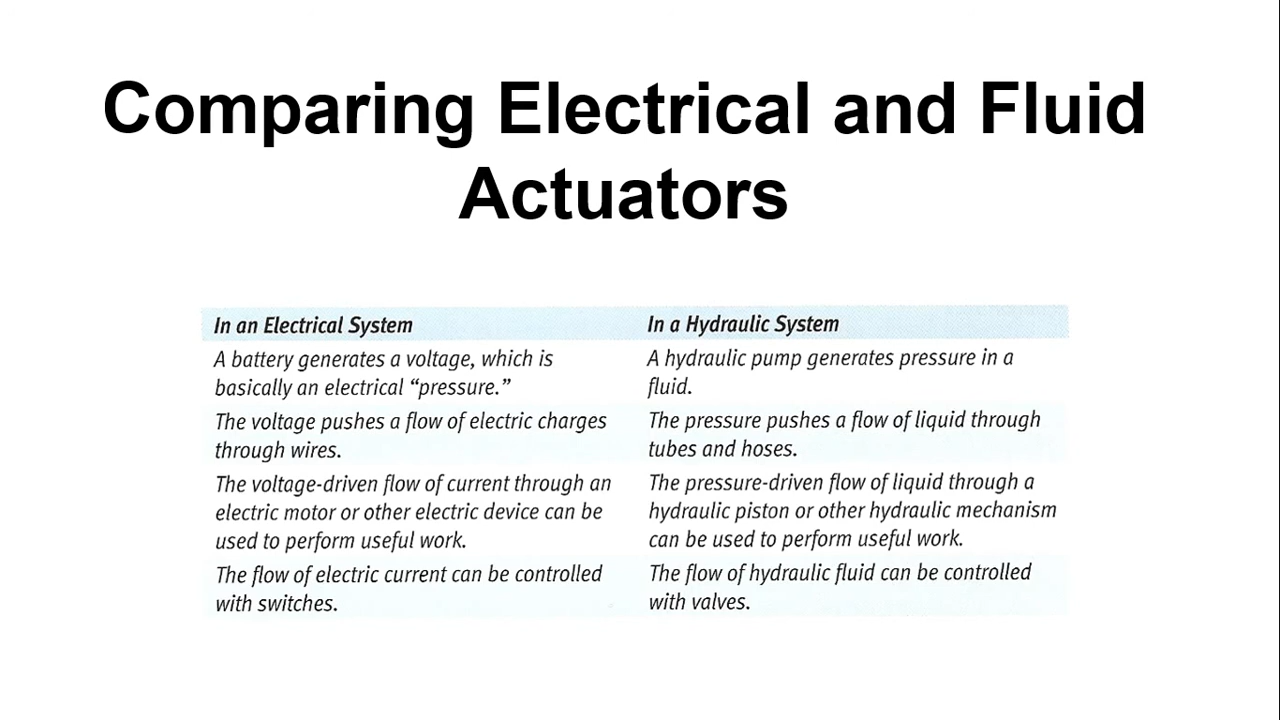 Comparing Electrical and Fluid
Actuators
In an Electrical System
A battery generates a voltage, which is
basically an electrical “pressure.”
The voltage pushes a flow of electric charges
through wires.
The voltage-driven flow of current through an
electric motor or other electric device can be
used to perform useful work.
The flow of electric current can be controlled
with switches.
In a Hydraulic System
A hydraulic pump generates pressure in a
fluid.
The pressure pushes a flow of liquid through
tubes and hoses.
The pressure-driven flow of liquid through a
hydraulic piston or other hydraulic mechanism
can be used to perform useful work.
The flow of hydraulic fluid can be controlled
with valves.